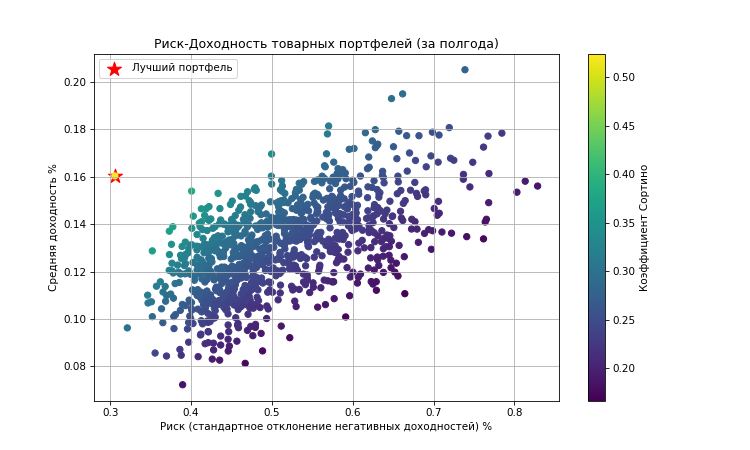 Риск-Доходность товарных портфелей (за полгода)
Лучший портфель
Средняя доходность %
0.20
0.18
0.16
0.14
0.12
0.10
0.08
0.3 0.4 0.5 0.6 0.7 0.8
Риск (стандартное отклонение негативных доходностей) %
0.50
0.45
0.40
0.35
0.30
0.25
0.20
Коэффициент Сортино